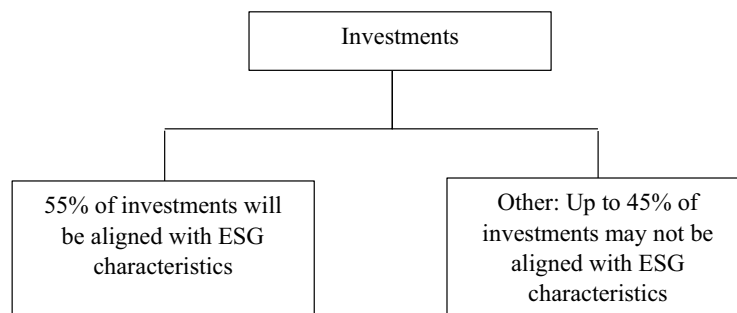 Investments
55% of investments will
be aligned with ESG
characteristics
Other: Up to 45% of
investments may not be
aligned with ESG
characteristics